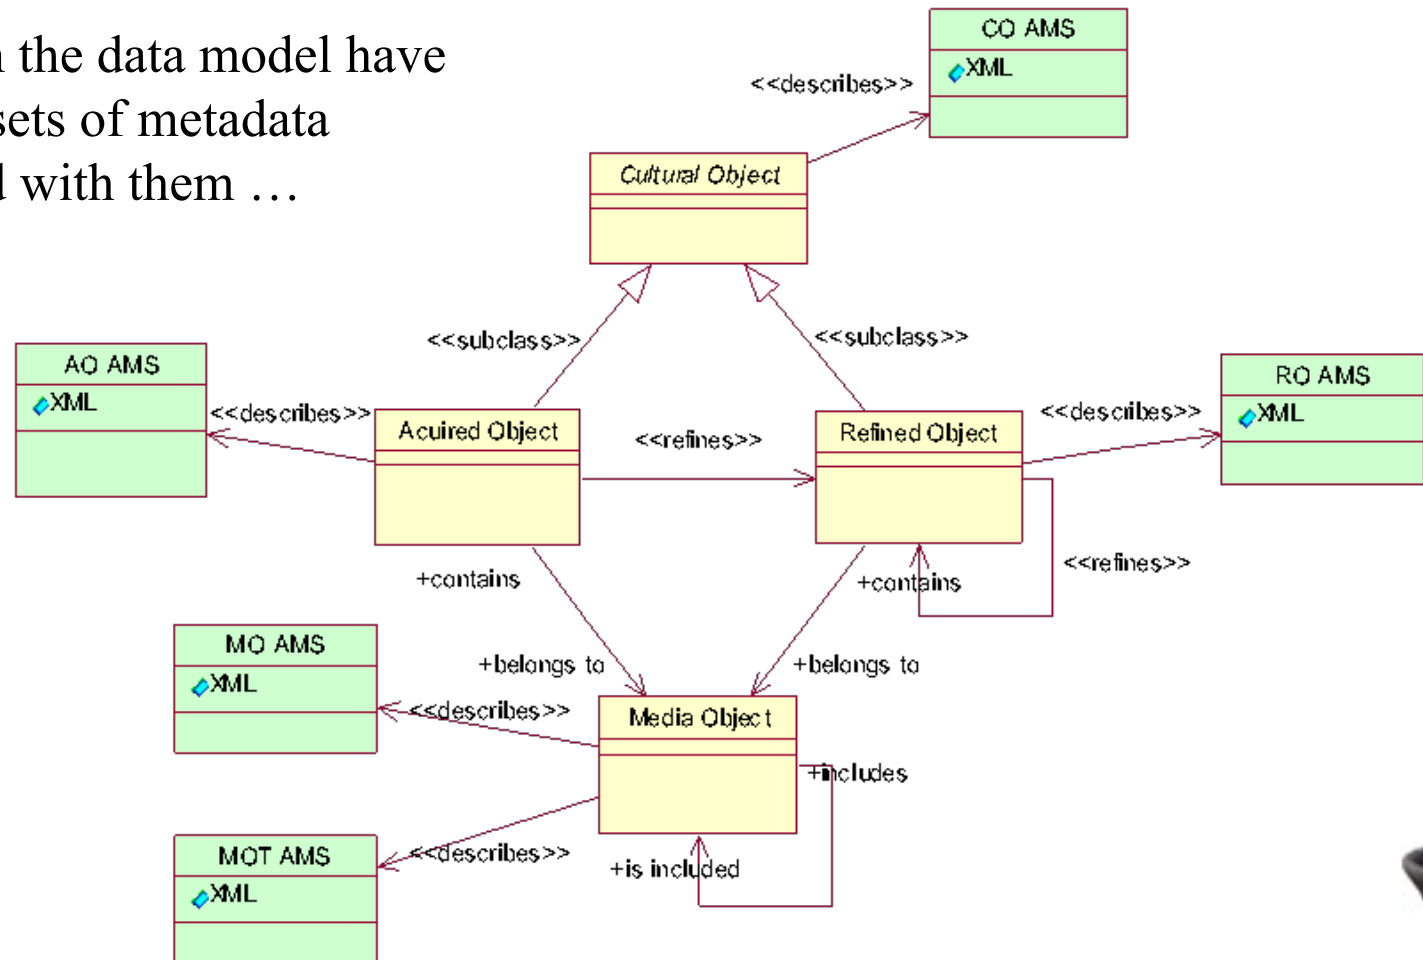 the data model have
sets of metadata
with them …
CO AMS
XML
<<describes>>
Cultural Object
<<subclass>>
<<subclass>>
AO AMS
XML
<<describes>>
Acuired Object
<<refines>>
Refined Object
<<describes>>
RO AMS
XML
+contains
+contains
<<refines>>
+belongs to
+belongs to
MO AMS
XML
<<describes>>
Media Object
+includes
MOT AMS
XML
<<describes>>
+is included